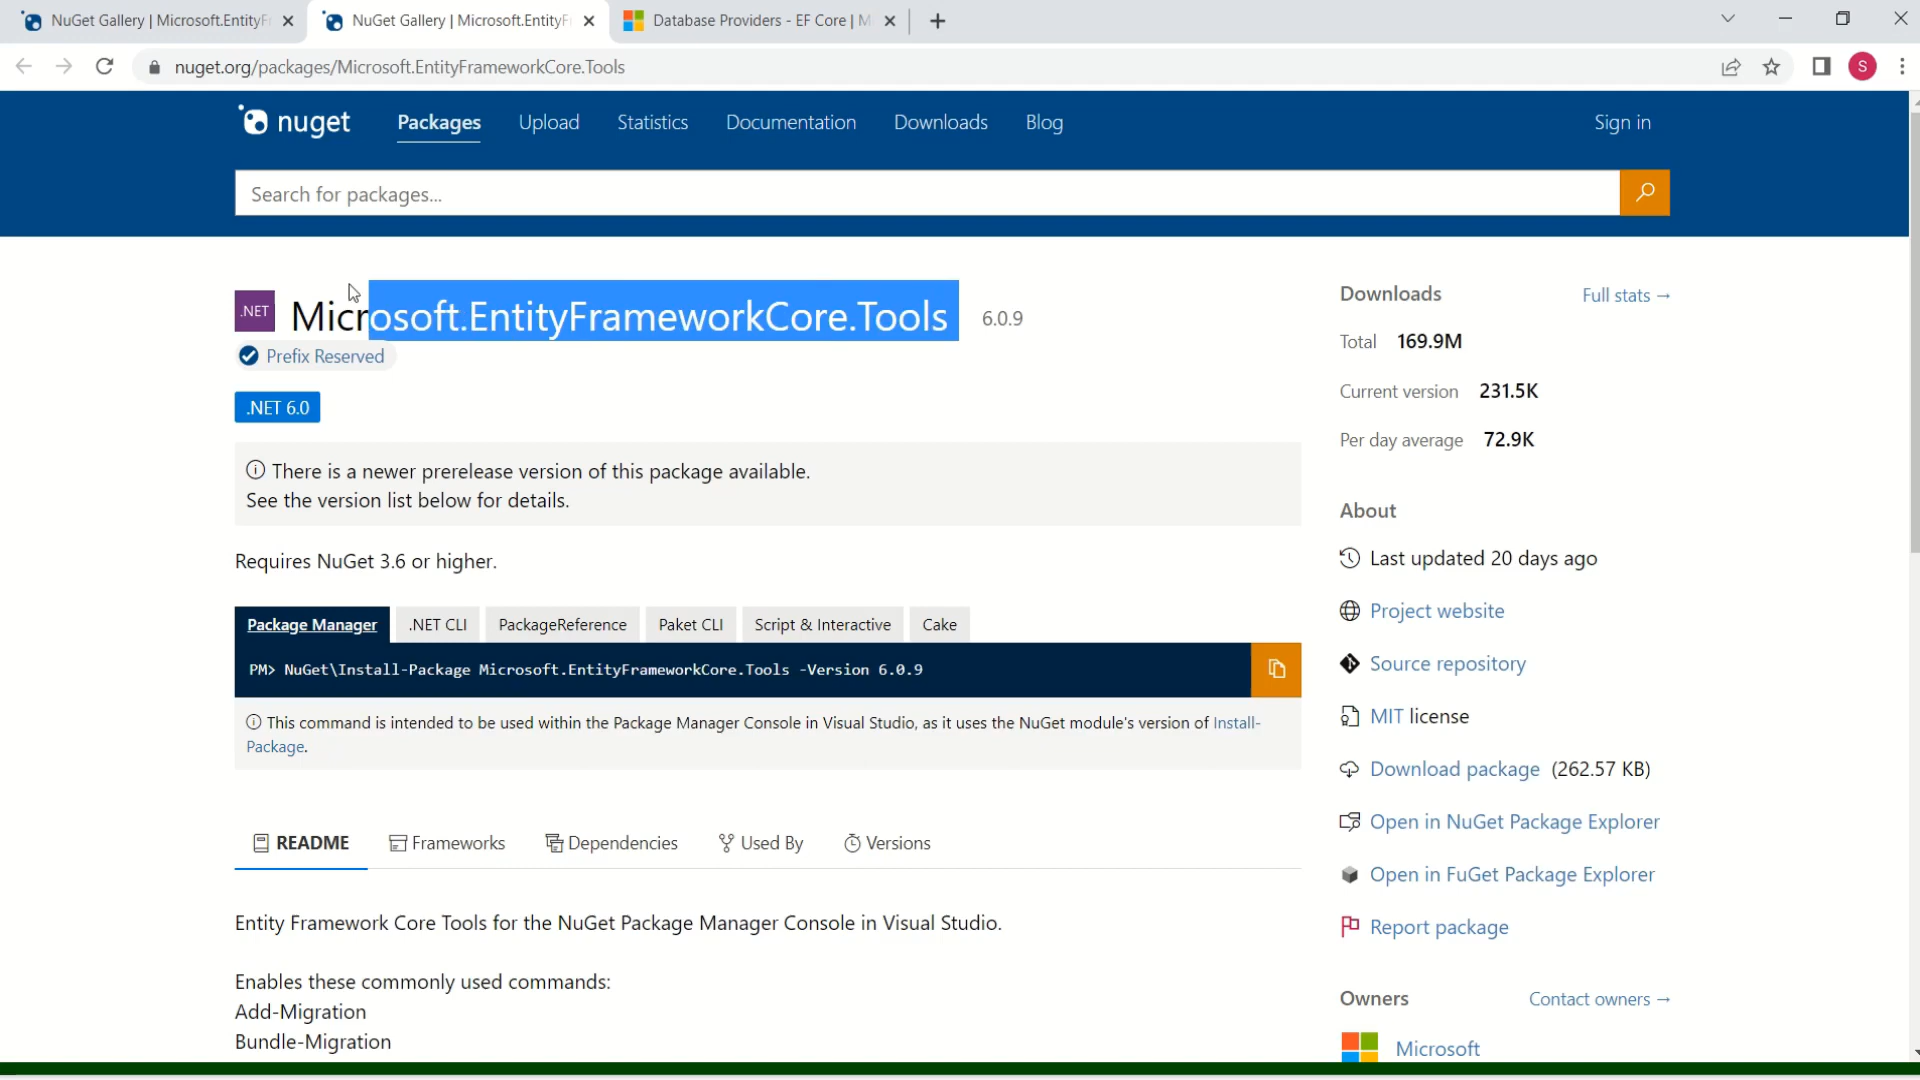 NuGet Gallery | Microsoft.EntityF
NuGet Gallery | Microsoft.EntityF
Database Providers - EF Core | M
nuget.org/packages/Microsoft.EntityFrameworkCore.Tools
S
nuget
Packages
Upload
Statistics
Documentation
Downloads
Blog
Sign in
Search for packages...
.NET
Microsoft.EntityFrameworkCore.Tools 6.0.9
Prefix Reserved
.NET 6.0
There is a newer prerelease version of this package available.
See the version list below for details.
Requires NuGet 3.6 or higher.
Package Manager
.NET CLI
PackageReference
Paket CLI
Script & Interactive
Cake
PM> NuGet\Install-Package Microsoft.EntityFrameworkCore.Tools -Version 6.0.9
This command is intended to be used within the Package Manager Console in Visual Studio, as it uses the NuGet module's version of Install-
Package.
README
Frameworks
Dependencies
Used By
Versions
Entity Framework Core Tools for the NuGet Package Manager Console in Visual Studio.
Enables these commonly used commands:
Add-Migration
Bundle-Migration
Downloads
Full stats →
Total 169.9M
Current version 231.5K
Per day average 72.9K
About
Last updated 20 days ago
Project website
Source repository
MIT license
Download package (262.57 KB)
Open in NuGet Package Explorer
Open in FuGet Package Explorer
Report package
Owners
Contact owners →
Microsoft